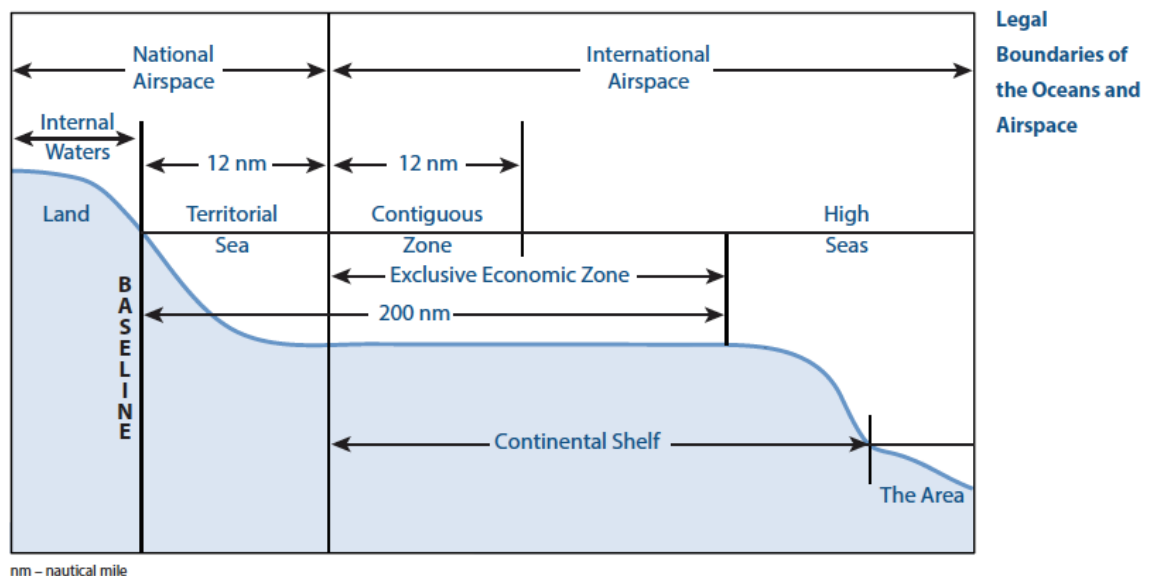 Legal
Boundaries of
the Oceans and
Airspace
National
Airspace
International
Airspace
Internal
Waters
12 nm
12 nm
Land
Territorial
Sea
Contiguous
Zone
High
Seas
Exclusive Economic Zone
200 nm
BASELINE
Continental Shelf
The Area
nm – nautical mile